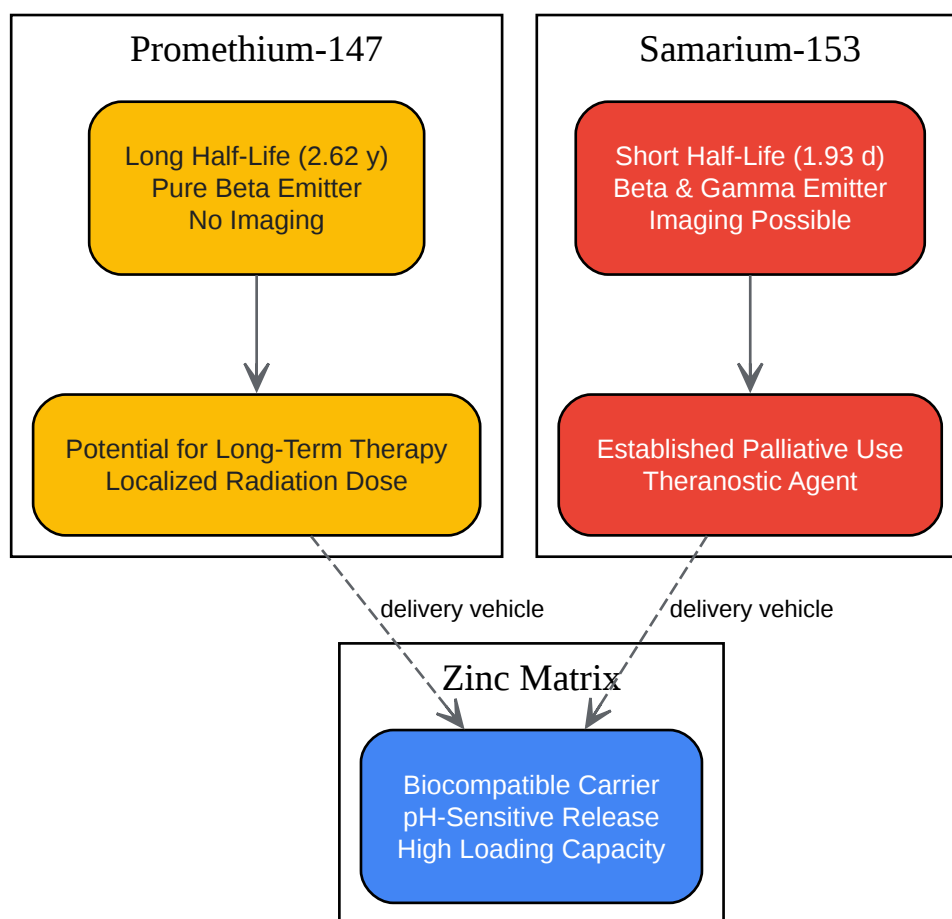 Promethium-147
Long Half-Life (2.62 y)
Pure Beta Emitter
No Imaging
Potential for Long-Term Therapy
Localized Radiation Dose
Samarium-153
Short Half-Life (1.93 d)
Beta & Gamma Emitter
Imaging Possible
Established Palliative Use
Theranostic Agent
delivery vehicle
delivery vehicle
Zinc Matrix
Biocompatible Carrier
pH-Sensitive Release
High Loading Capacity